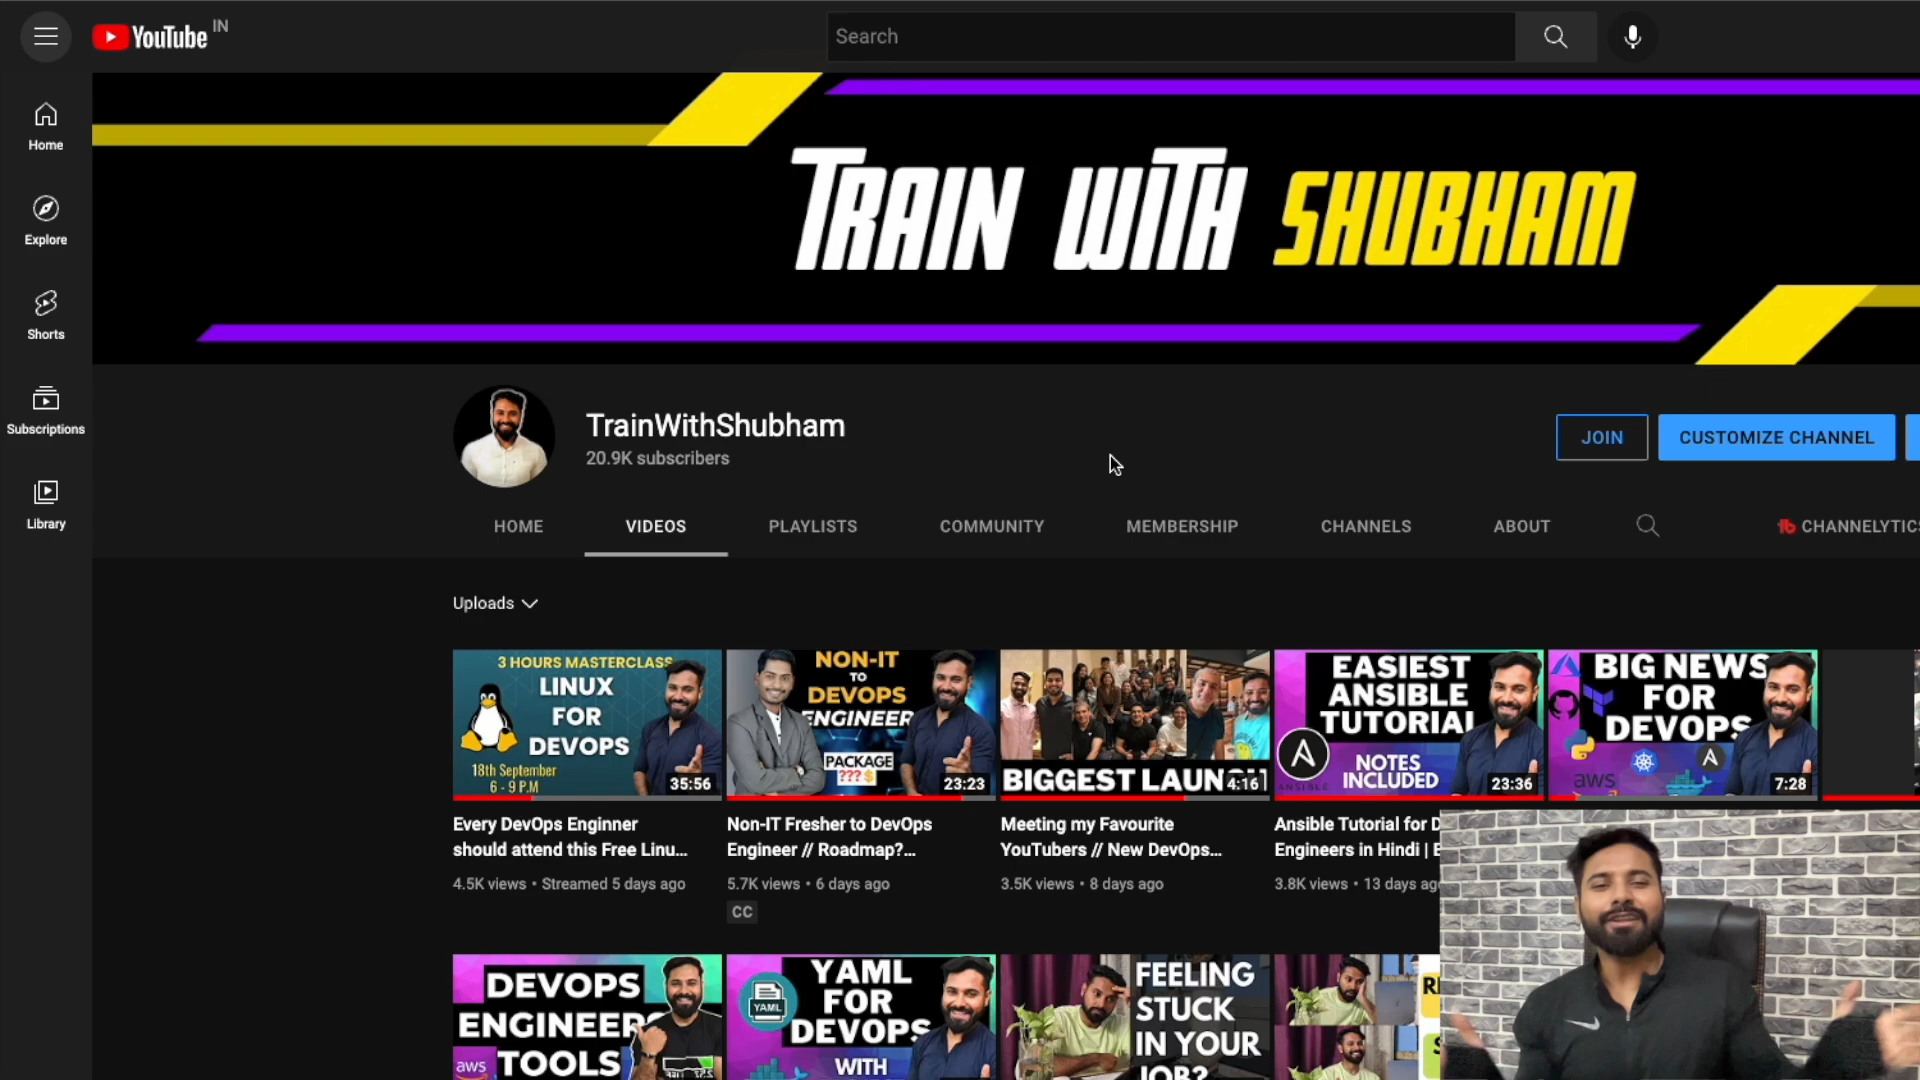 YouTube IN
Search
Home
Explore
Shorts
Subscriptions
Library
TRAIN WITH SHUBHAM
TrainWithShubham
20.9K subscribers
JOIN
CUSTOMIZE CHANNEL
HOME
VIDEOS
PLAYLISTS
COMMUNITY
MEMBERSHIP
CHANNELS
ABOUT
CHANNELYTICS
Uploads
3 HOURS MASTERCLASS
LINUX
FOR
DEVOPS
18th September
6 - 9 P.M
35:56
Every DevOps Enginner
should attend this Free Linu...
4.5K views • Streamed 5 days ago
NON-IT
TO
DEVOPS
ENGINEER
PACKAGE
???$
23:23
Non-IT Fresher to DevOps
Engineer // Roadmap?...
5.7K views • 6 days ago
CC
BIGGEST LAUNCH
4:16
Meeting my Favourite
YouTubers // New DevOps...
3.5K views • 8 days ago
EASIEST
ANSIBLE
TUTORIAL
A
ANSIBLE
NOTES
INCLUDED
23:36
Ansible Tutorial for D
Engineers in Hindi | E
3.8K views • 13 days ag
BIG NEWS
FOR
DEVOPS
A
aws
7:28
DEVOPS
ENGINEER
aws
TOOLS
YAML
YAML
FOR
DEVOPS
WITH
FEELING
STUCK
IN YOUR
JOB?